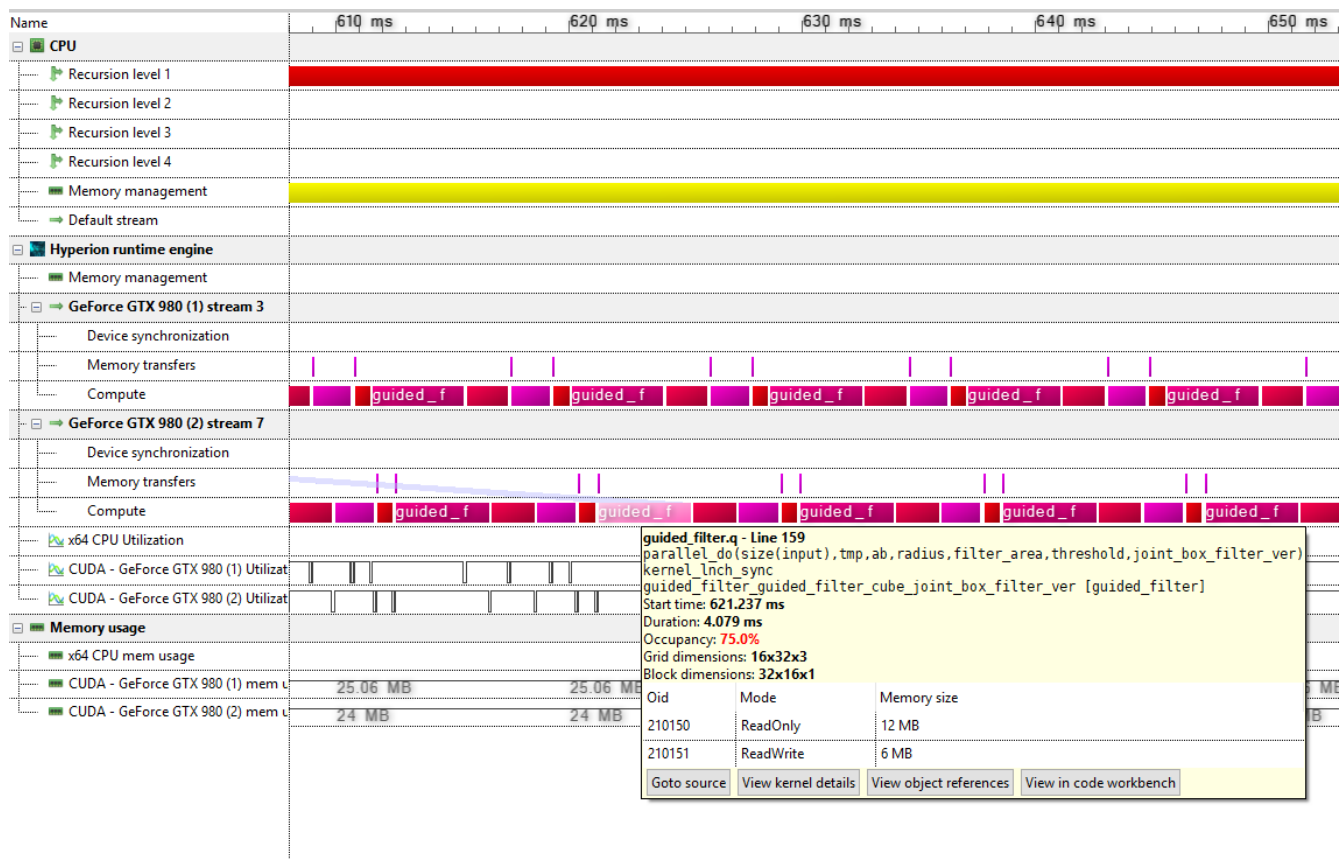 Name 610 ms 620 ms 630 ms 640 ms 650 ms
CPU
Recursion level 1
Recursion level 2
Recursion level 3
Recursion level 4
Memory management
Default stream
Hyperion runtime engine
Memory management
GeForce GTX 980 (1) stream 3
Device synchronization
Memory transfers
Compute guided_f guided_f guided_f guided_f guided_f
GeForce GTX 980 (2) stream 7
Device synchronization
Memory transfers
Compute guided_f guided_f guided_f guided_f guided_f
x64 CPU Utilization
CUDA - GeForce GTX 980 (1) Utilizat
CUDA - GeForce GTX 980 (2) Utilizat
Memory usage
x64 CPU mem usage
CUDA - GeForce GTX 980 (1) mem u 25.06 MB 25.06 MB
CUDA - GeForce GTX 980 (2) mem u 24 MB 24 MB
guided_filter.q - Line 159
parallel_do(size(input),tmp,ab,radius,filter_area,threshold,joint_box_filter_ver)
kernel_lnch_sync
guided_filter_guided_filter_cube_joint_box_filter_ver [guided_filter]
Start time: 621.237 ms
Duration: 4.079 ms
Occupancy: 75.0%
Grid dimensions: 16x32x3
Block dimensions: 32x16x1
Oid Mode Memory size
210150 ReadOnly 12 MB
210151 ReadWrite 6 MB
Goto source View kernel details View object references View in code workbench